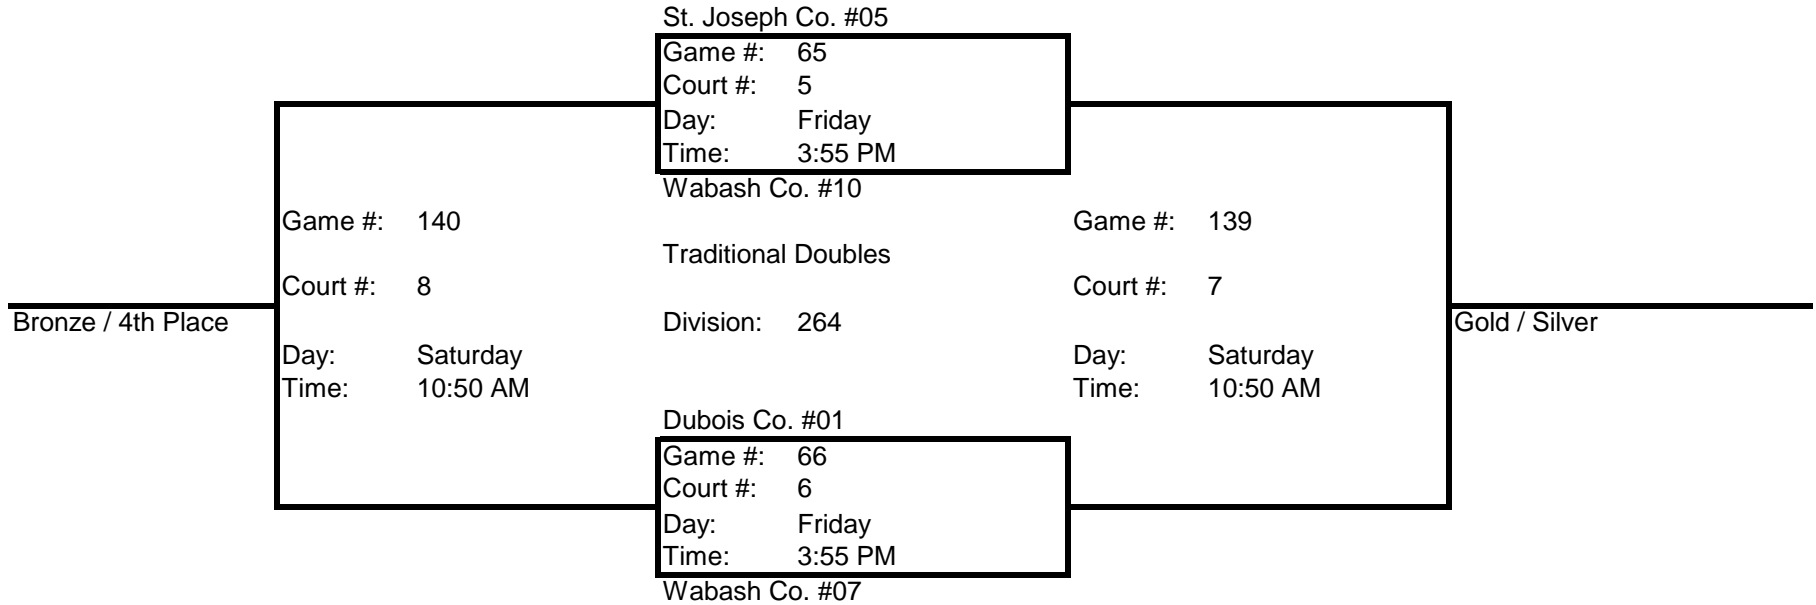 St. Joseph Co. #05
Game #: 65
Court #: 5
Day: Friday
Time: 3:55 PM
Wabash Co. #10
Game #: 140
Game #: 139
Traditional Doubles
Court #: 8
Court #: 7
Bronze / 4th Place
Division: 264
Gold / Silver
Day: Saturday
Day: Saturday
Time: 10:50 AM
Time: 10:50 AM
Dubois Co. #01
Game #: 66
Court #: 6
Day: Friday
Time: 3:55 PM
Wabash Co. #07